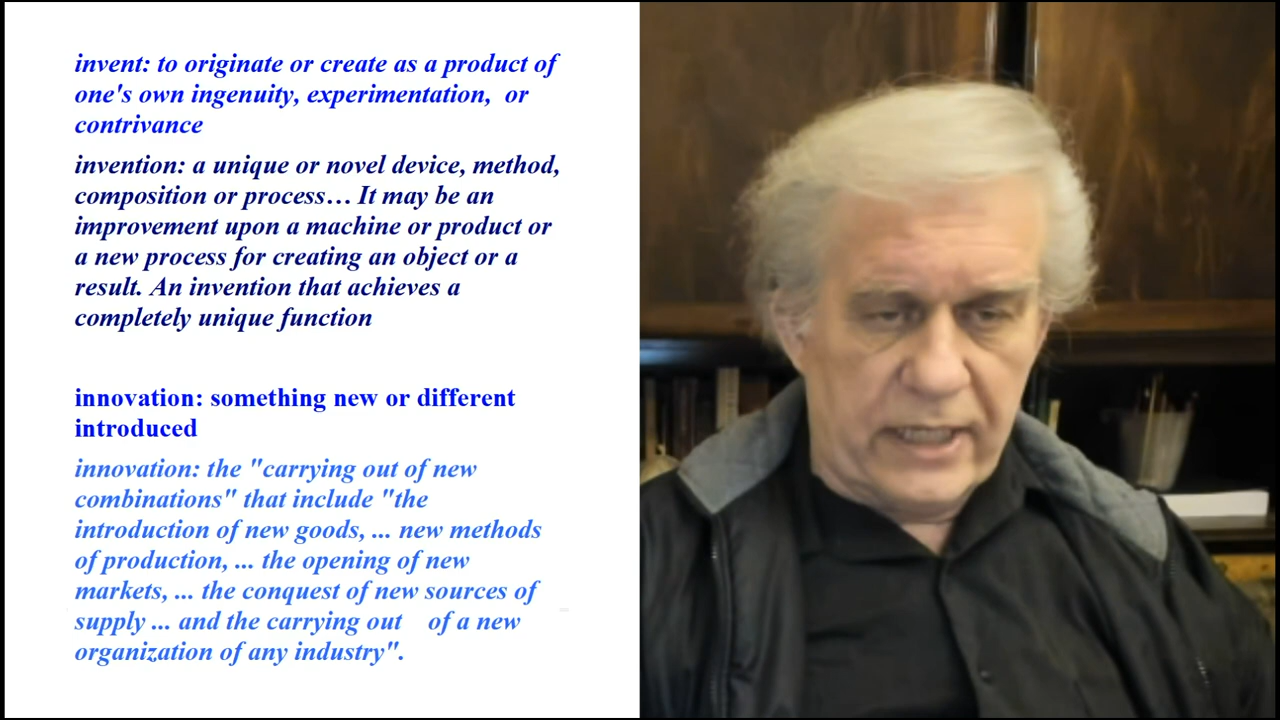 invent: to originate or create as a product of
one's own ingenuity, experimentation, or
contrivance
invention: a unique or novel device, method,
composition or process… It may be an
improvement upon a machine or product or
a new process for creating an object or a
result. An invention that achieves a
completely unique function
innovation: something new or different
introduced
innovation: the "carrying out of new
combinations" that include "the
introduction of new goods, ... new methods
of production, ... the opening of new
markets, ... the conquest of new sources of
supply ... and the carrying out of a new
organization of any industry".